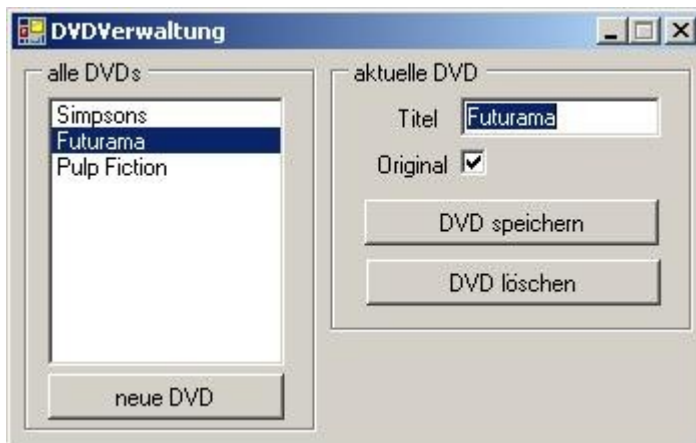 DVDVerwaltung
alle DVDs
Simpsons
Futurama
Pulp Fiction
neue DVD
aktuelle DVD
Titel Futurama
Original
DVD speichern
DVD löschen